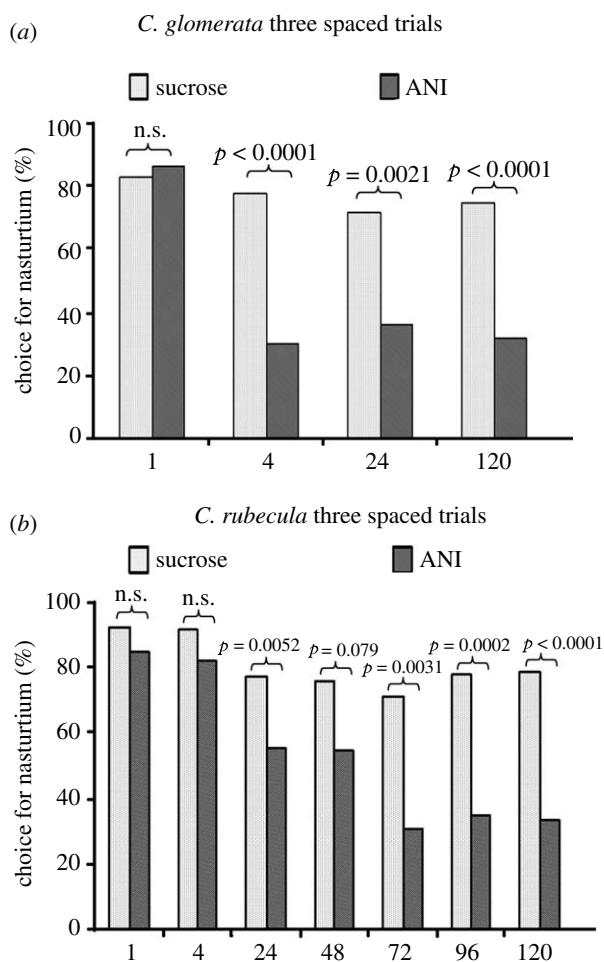 (a) C. glomerata three spaced trials
sucrose ANI
n.s.
p < 0.0001
p = 0.0021
p < 0.0001
choice for nasturtium (%)
100
80
60
40
20
0
1 4 24 120
(b) C. rubecula three spaced trials
sucrose ANI
n.s. n.s.
p = 0.0052 p = 0.079 p = 0.0031 p = 0.0002 p < 0.0001
choice for nasturtium (%)
100
80
60
40
20
0
1 4 24 48 72 96 120